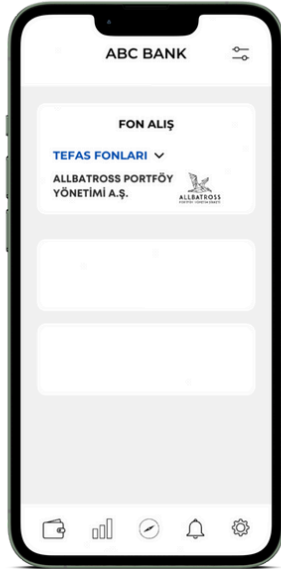 ABC BANK
FON ALIŞ
TEFAS FONLARI
ALLBATROSS PORTFÖY
YÖNETİMİ A.Ş.
ALLBATROSS